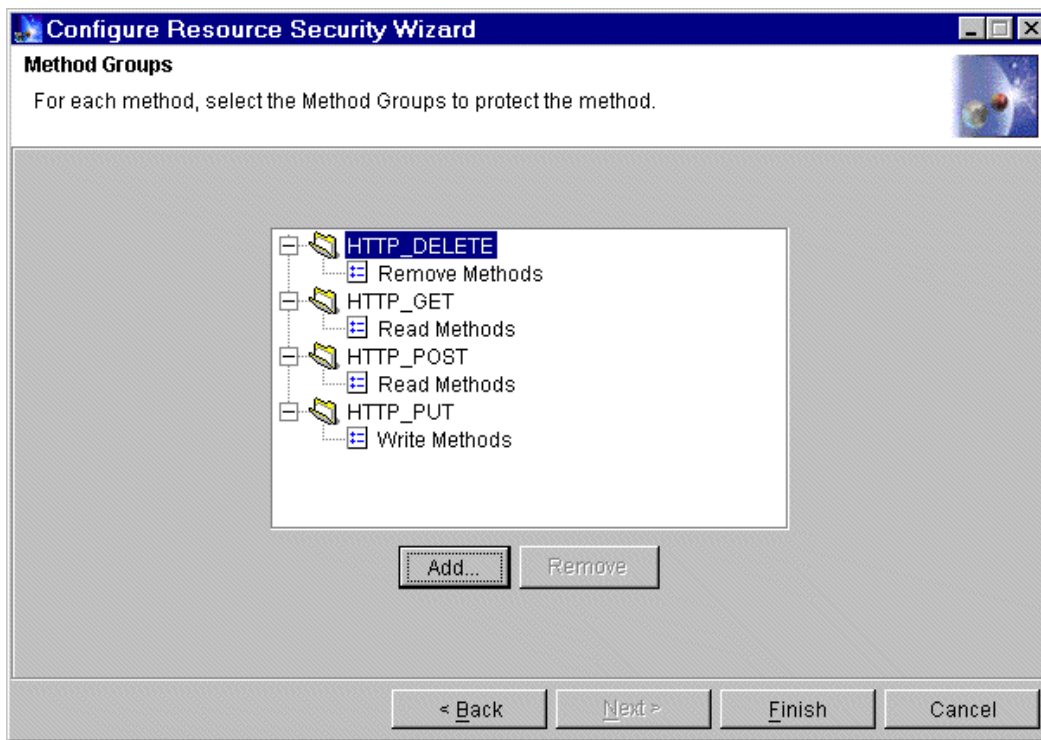 Configure Resource Security Wizard
Method Groups
For each method, select the Method Groups to protect the method.
HTTP_DELETE
Remove Methods
HTTP_GET
Read Methods
HTTP_POST
Read Methods
HTTP_PUT
Write Methods
Add... Remove
< Back Next > Finish Cancel